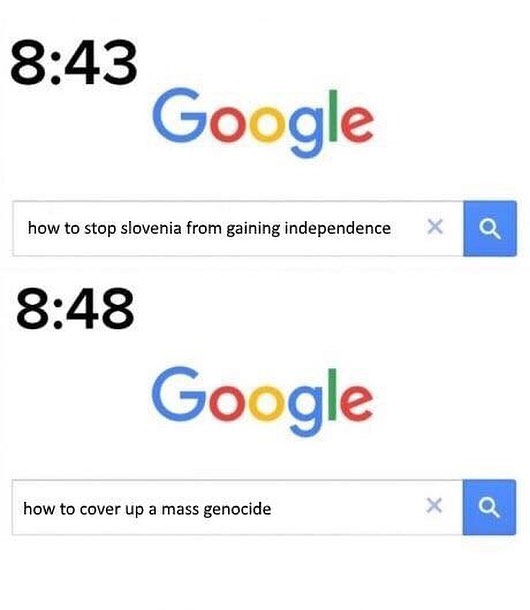 8:43
Google
how to stop slovenia from gaining independence
8:48
Google
how to cover up a mass genocide